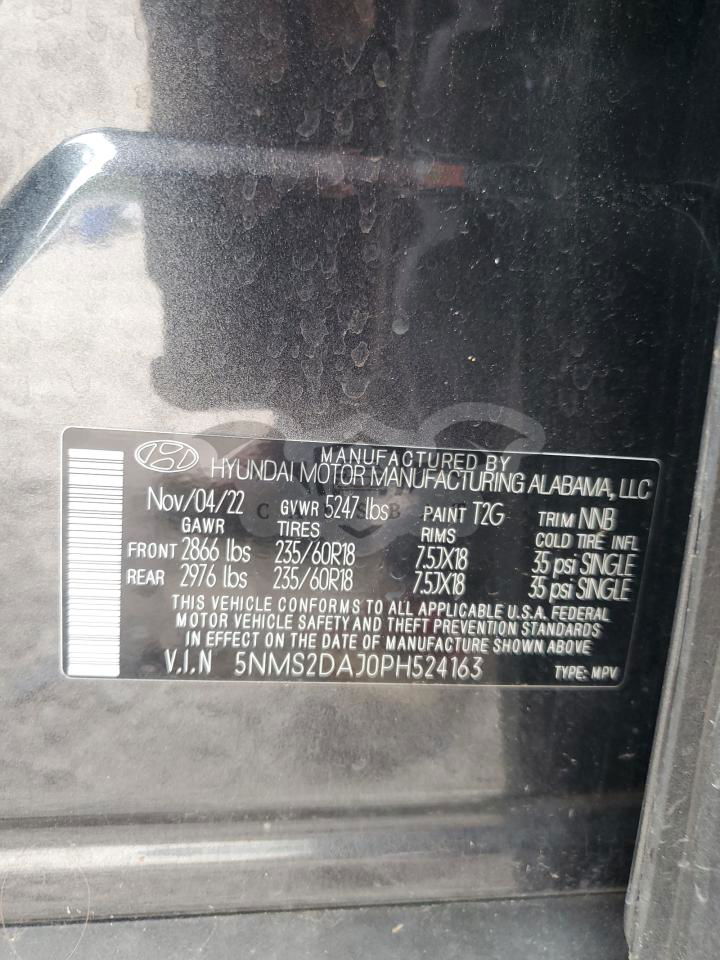 MANUFACTURED BY
HYUNDAI MOTOR MANUFACTURING ALABAMA, LLC
Nov/04/22 GVWR 5247 lbs PAINT T2G TRIM NNB
GAWR TIRES RIMS COLD TIRE INFL
FRONT 2866 lbs 235/60R18 7.5JX18 35 psi SINGLE
REAR 2976 lbs 235/60R18 7.5JX18 35 psi SINGLE
THIS VEHICLE CONFORMS TO ALL APPLICABLE U.S.A. FEDERAL
MOTOR VEHICLE SAFETY AND THEFT PREVENTION STANDARDS
IN EFFECT ON THE DATE OF MANUFACTURE SHOWN ABOVE
V.I.N 5NMS2DAJ0PH524163 TYPE: MPV